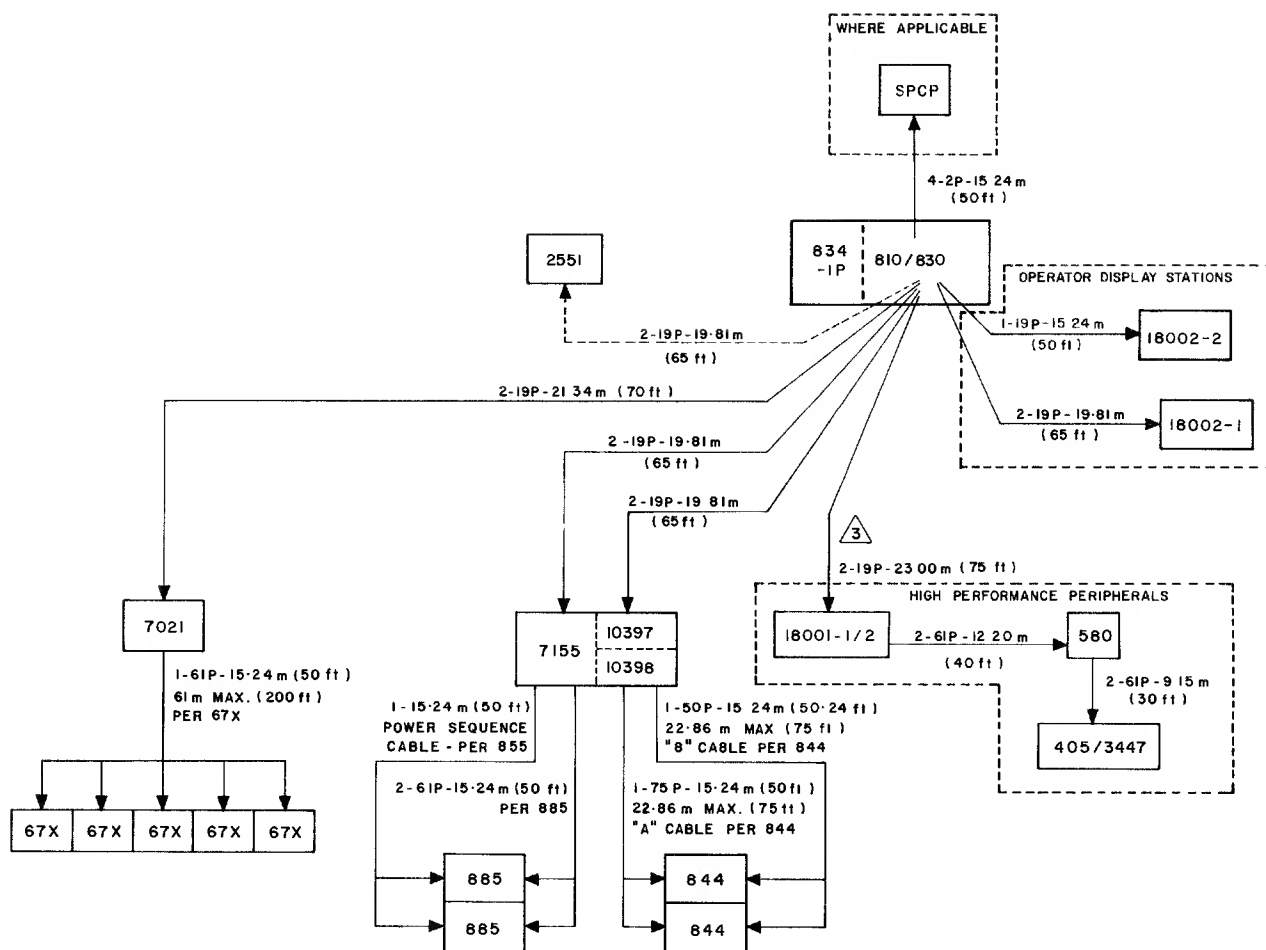 WHERE APPLICABLE
SPCP
4-2P-15 24 m
(50 ft)
834
-1P
810/830
2551
OPERATOR DISPLAY STATIONS
1-19P-15 24 m
(50 ft)
18002-2
2-19P-19·81 m
(65 ft)
2-19P-21 34 m (70 ft)
2-19P-19·81 m
(65 ft)
18002-1
2-19P-19·81 m
(65 ft)
2-19P-19 81 m
(65 ft)
3
2-19P-23 00 m (75 ft)
HIGH PERFORMANCE PERIPHERALS
7021
7155
10397
10398
18001-1/2
2-61P-12 20 m
(40 ft)
580
1-61P-15·24 m (50 ft)
61 m MAX. (200 ft)
PER 67X
2-61P-9 15 m
(30 ft)
405/3447
1-15·24 m (50 ft)
POWER SEQUENCE
CABLE - PER 855
1-50P-15 24 m (50·24 ft)
22·86 m MAX (75 ft)
"B" CABLE PER 844
2-61P-15·24 m (50 ft)
PER 885
1-75P-15·24 m (50 ft)
22·86 m MAX. (75 ft)
"A" CABLE PER 844
67X 67X 67X 67X 67X
885
885
844
844